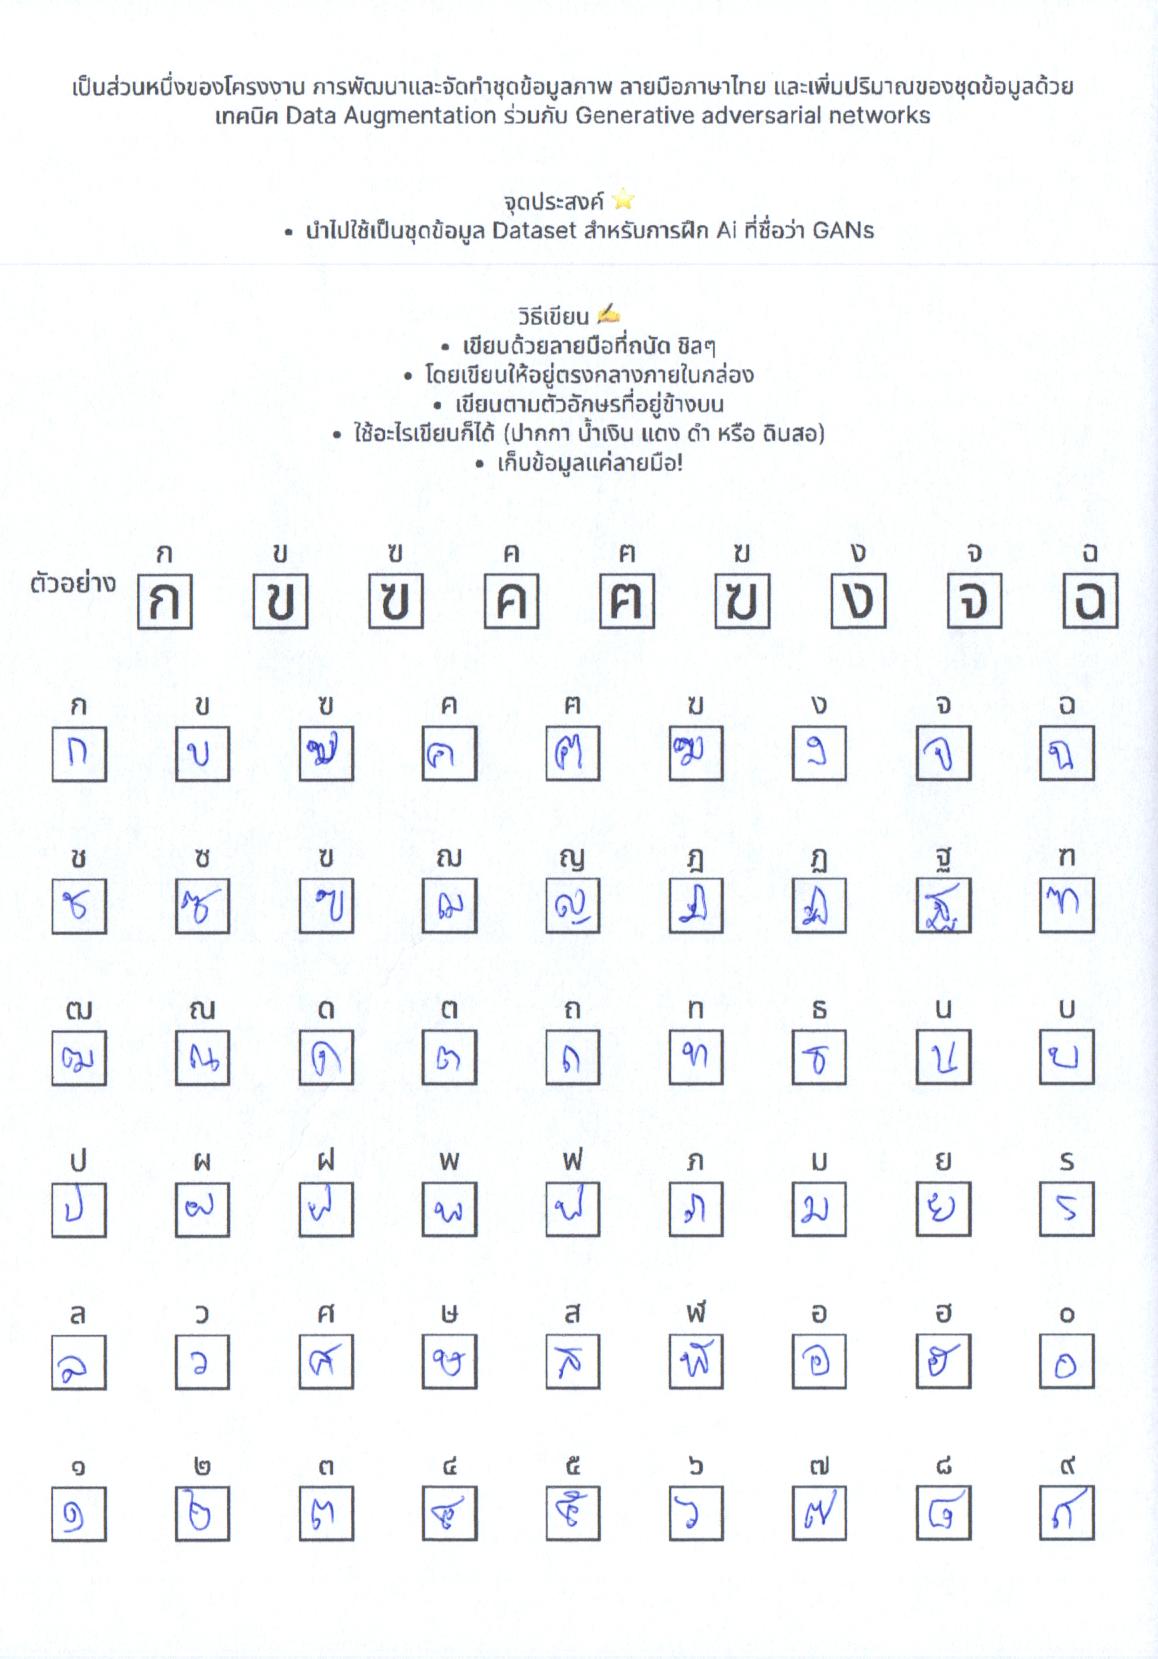 เป็นส่วนหนึ่งของโครงงาน การพัฒนาและจัดทำชุดข้อมูลภาพ ลายมือภาษาไทย และเพิ่มปริมาณของชุดข้อมูลด้วย
เทคนิค Data Augmentation ร่วมกับ Generative adversarial networks
จุดประสงค์ ⭐
• นำไปใช้เป็นชุดข้อมูล Dataset สำหรับการฝึก Ai ที่ชื่อว่า GANs
วิธีเขียน ✍️
• เขียนด้วยลายมือที่ถนัด ชิลๆ
• โดยเขียนให้อยู่ตรงกลางภายในกล่อง
• เขียนตามตัวอักษรที่อยู่ข้างบน
• ใช้อะไรเขียนก็ได้ (ปากกา น้ำเงิน แดง ดำ หรือ ดินสอ)
• เก็บข้อมูลแค่ลายมือ!
ก ข ฃ ค ฅ ฆ ง จ ฉ
ตัวอย่าง ก ข ฃ ค ฅ ฆ ง จ ฉ
ก ข ฃ ค ฅ ฆ ง จ ฉ
ก ข ฃ ค ฅ ฆ ง จ ฉ
ช ซ ฃ ฌ ญ ฎ ฏ ฐ ฑ
ช ซ ฃ ฌ ญ ฎ ฏ ฐ ฑ
ฒ ณ ด ต ถ ท ธ น บ
ฒ ณ ด ต ถ ท ธ น บ
ป ผ ฝ พ ฟ ภ ม ย ร
ป ผ ฝ พ ฟ ภ ม ย ร
ล ว ศ ษ ส ฬ อ ฮ ๐
ล ว ศ ษ ส ฬ อ ฮ ๐
๑ ๒ ๓ ๔ ๕ ๖ ๗ ๘ ๙
๑ ๒ ๓ ๔ ๕ ๖ ๗ ๘ ๙